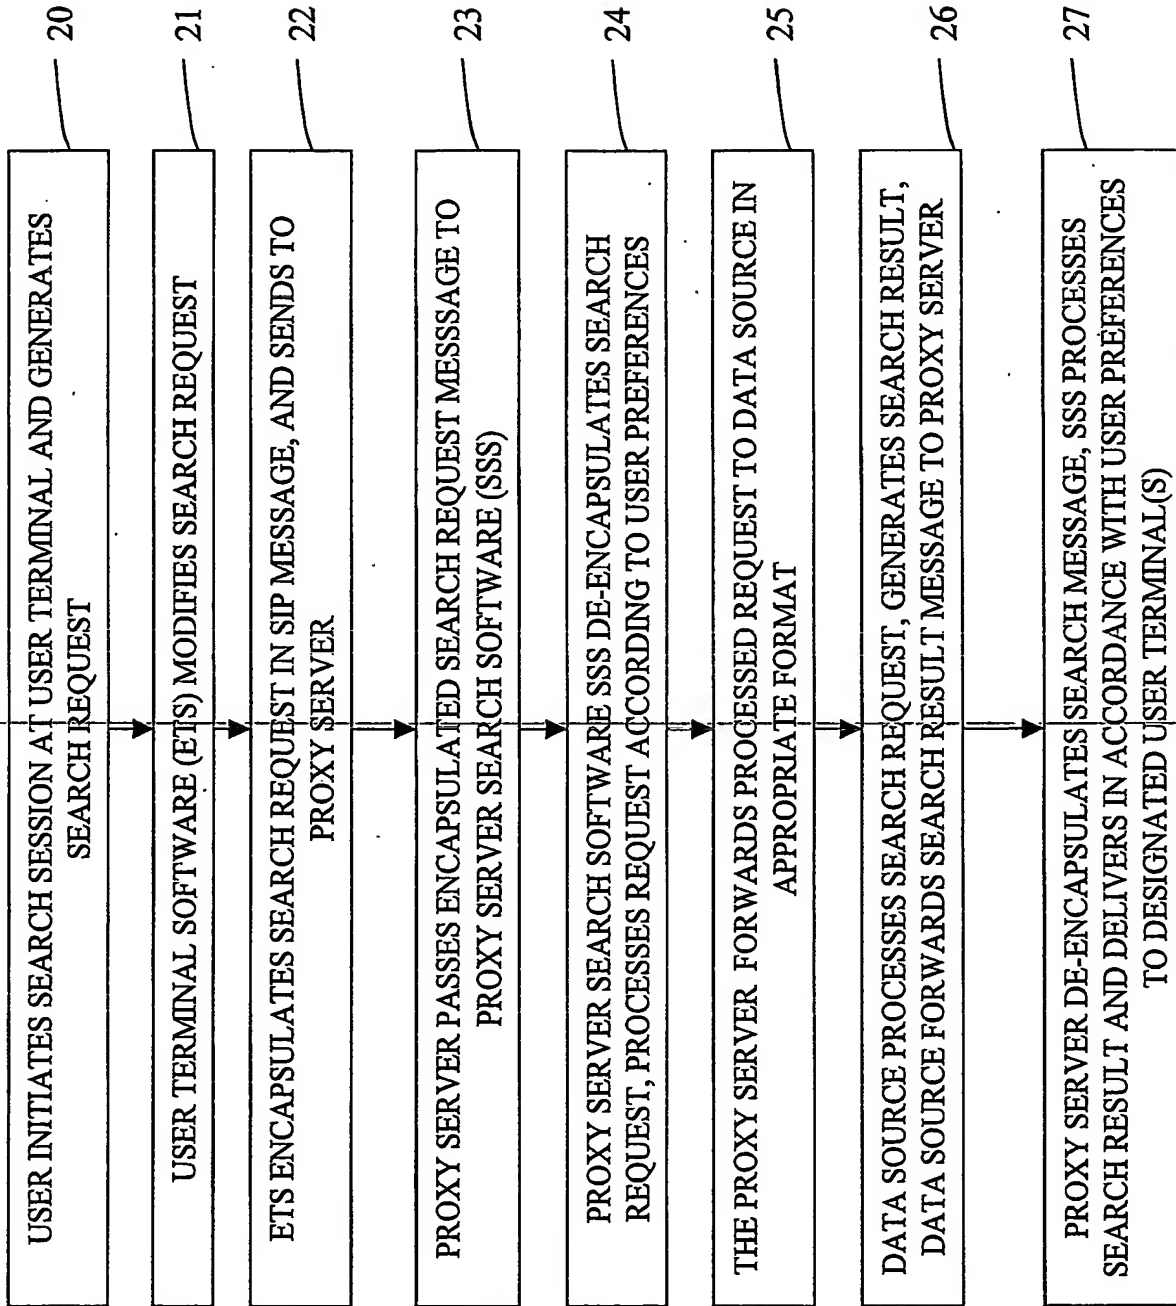 USER INITIATES SEARCH SESSION AT USER TERMINAL AND GENERATES
SEARCH REQUEST
20
USER TERMINAL SOFTWARE (ETS) MODIFIES SEARCH REQUEST
21
ETS ENCAPSULATES SEARCH REQUEST IN SIP MESSAGE, AND SENDS TO
PROXY SERVER
22
PROXY SERVER PASSES ENCAPSULATED SEARCH REQUEST MESSSAGE TO
PROXY SERVER SEARCH SOFTWARE (SSS)
23
PROXY SERVER SEARCH SOFTWARE SSS DE-ENCAPSULATES SEARCH
REQUEST, PROCESSES REQUEST ACCORDING TO USER PREFERENCES
24
THE PROXY SERVER FORWARDS PROCESSED REQUEST TO DATA SOURCE IN
APPROPRIATE FORMAT
25
DATA SOURCE PROCESSES SEARCH REQUEST, GENERATES SEARCH RESULT,
DATA SOURCE FORWARDS SEARCH RESULT MESSAGE TO PROXY SERVER
26
PROXY SERVER DE-ENCAPSULATES SEARCH MESSAGE, SSS PROCESSES
SEARCH RESULT AND DELIVERS IN ACCORDANCE WITH USER PREFERENCES
TO DESIGNATED USER TERMINAL(S)
27